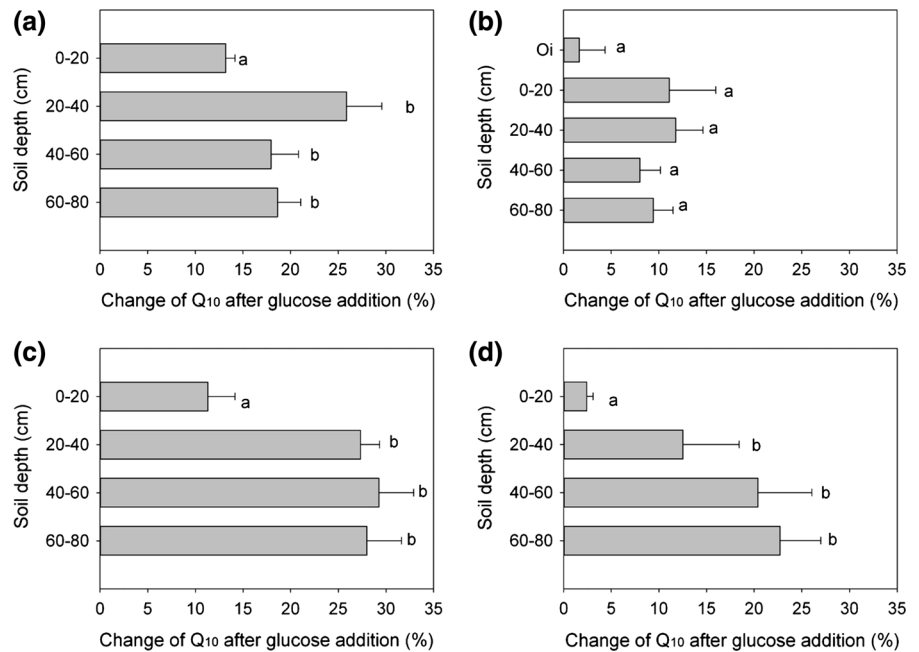 (a)
Soil depth (cm)
0-20 a
20-40 b
40-60 b
60-80 b
0 5 10 15 20 25 30 35
Change of Q10 after glucose addition (%)
(b)
Soil depth (cm)
Oi a
0-20 a
20-40 a
40-60 a
60-80 a
0 5 10 15 20 25 30 35
Change of Q10 after glucose addition (%)
(c)
Soil depth (cm)
0-20 a
20-40 b
40-60 b
60-80 b
0 5 10 15 20 25 30 35
Change of Q10 after glucose addition (%)
(d)
Soil depth (cm)
0-20 a
20-40 b
40-60 b
60-80 b
0 5 10 15 20 25 30 35
Change of Q10 after glucose addition (%)